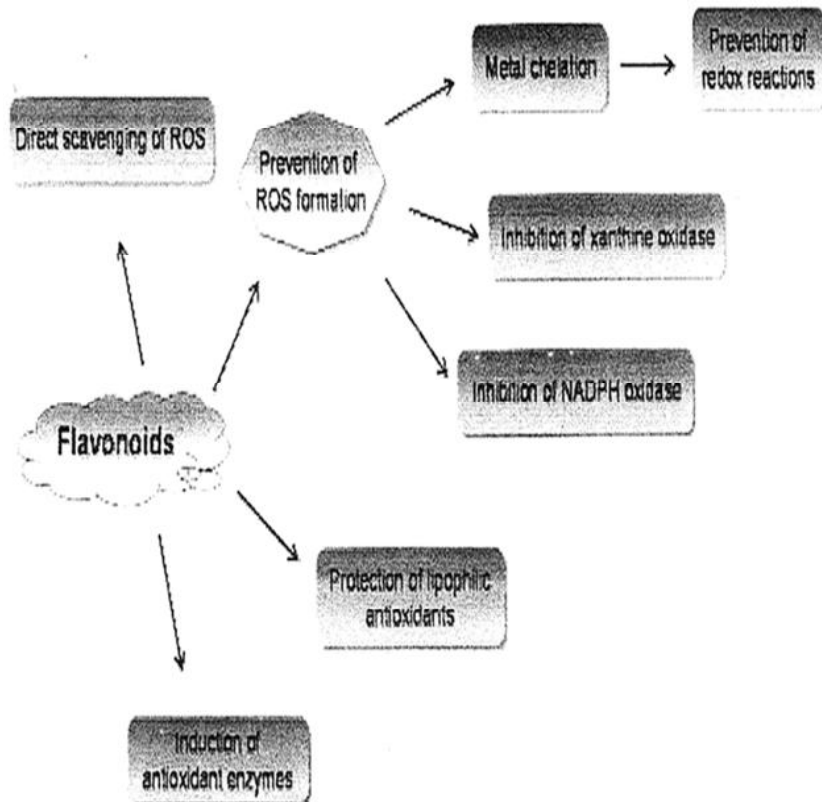 Metal chelation
Prevention of
redox reactions
Direct scavenging of ROS
Prevention of
ROS formation
Inhibition of xanthine oxidase
Inhibition of NADPH oxidase
Flavonoids
Protection of lipophilic
antioxidants
Induction of
antioxidant enzymes